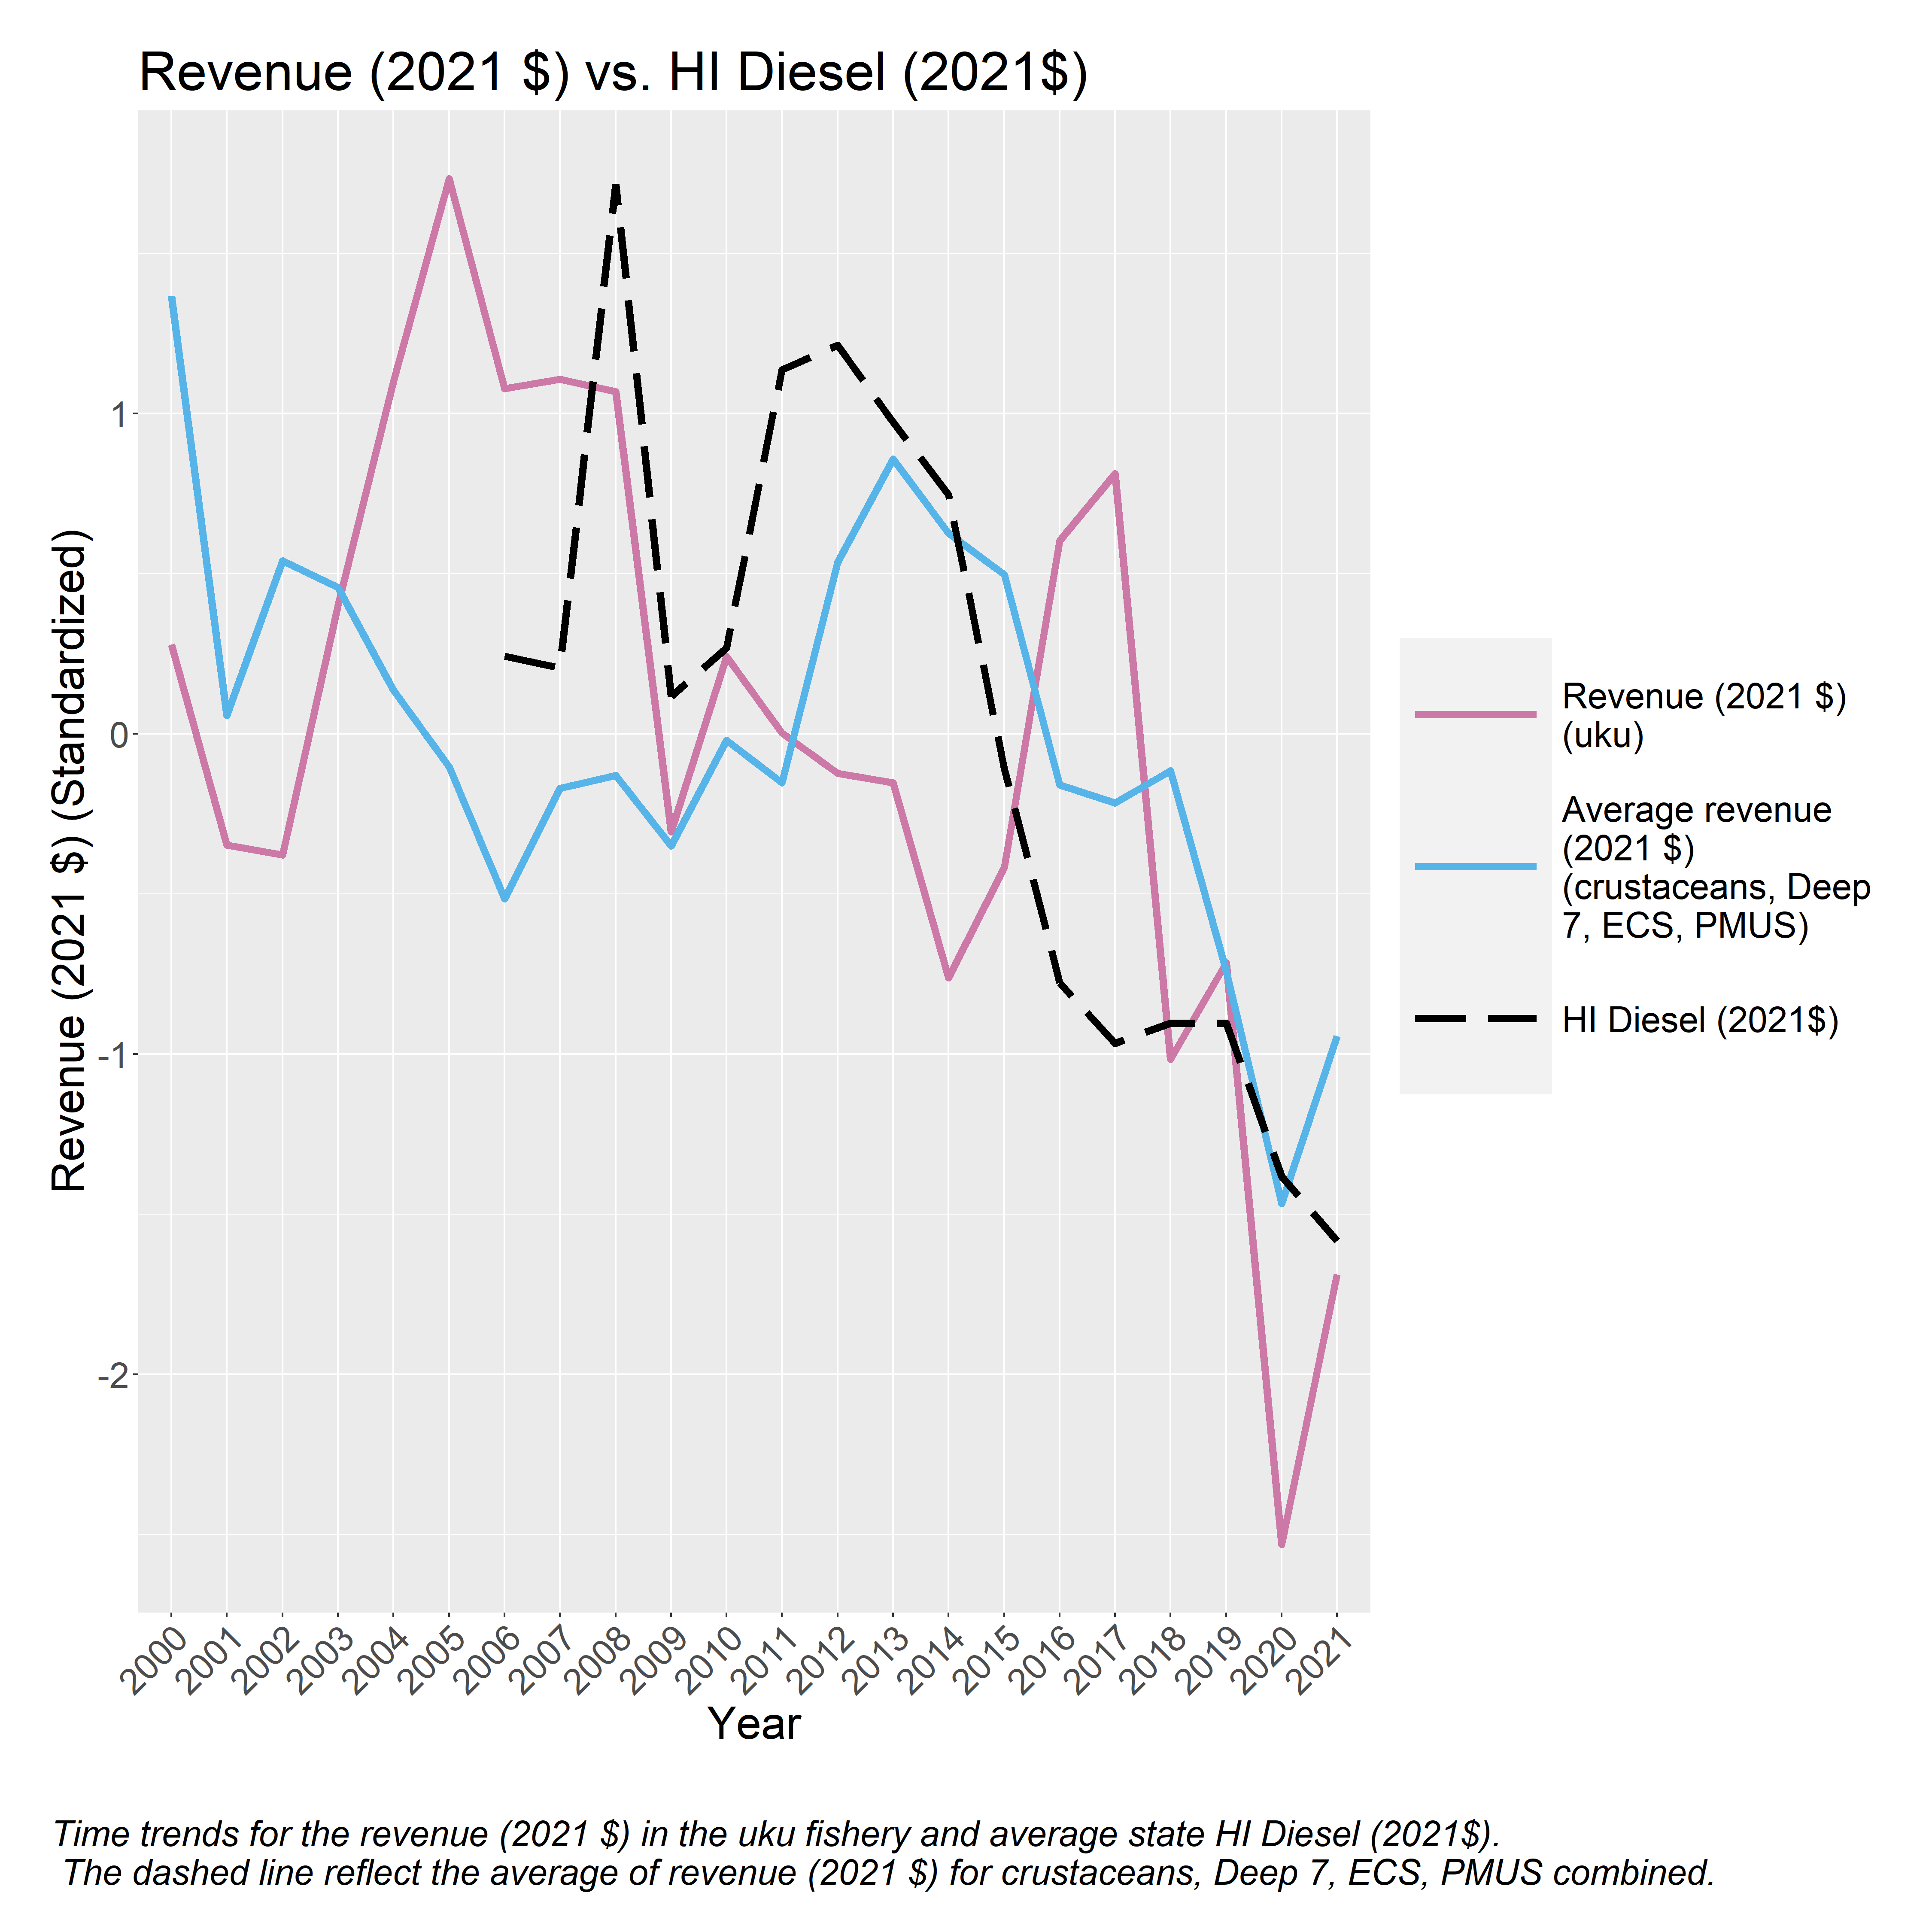 Revenue (2021 $) vs. HI Diesel (2021$)
Revenue (2021 $) (Standardized)
1
0
-1
-2
2000
2001
2002
2003
2004
2005
2006
2007
2008
2009
2010
2011
2012
2013
2014
2015
2016
2017
2018
2019
2020
2021
Year
Revenue (2021 $)
(uku)
Average revenue
(2021 $)
(crustaceans, Deep
7, ECS, PMUS)
HI Diesel (2021$)
Time trends for the revenue (2021 $) in the uku fishery and average state HI Diesel (2021$).
The dashed line reflect the average of revenue (2021 $) for crustaceans, Deep 7, ECS, PMUS combined.